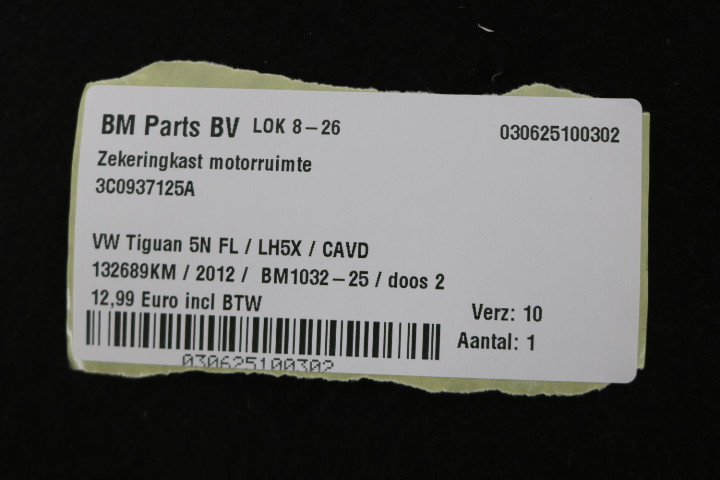 BM Parts BV LOK 8-26 030625100302
Zekeringkast motorruimte
3C0937125A
VW Tiguan 5N FL / LH5X / CAVD
132689KM / 2012 / BM1032-25 / doos 2
12,99 Euro incl BTW
Verz: 10
Aantal: 1
030625100302